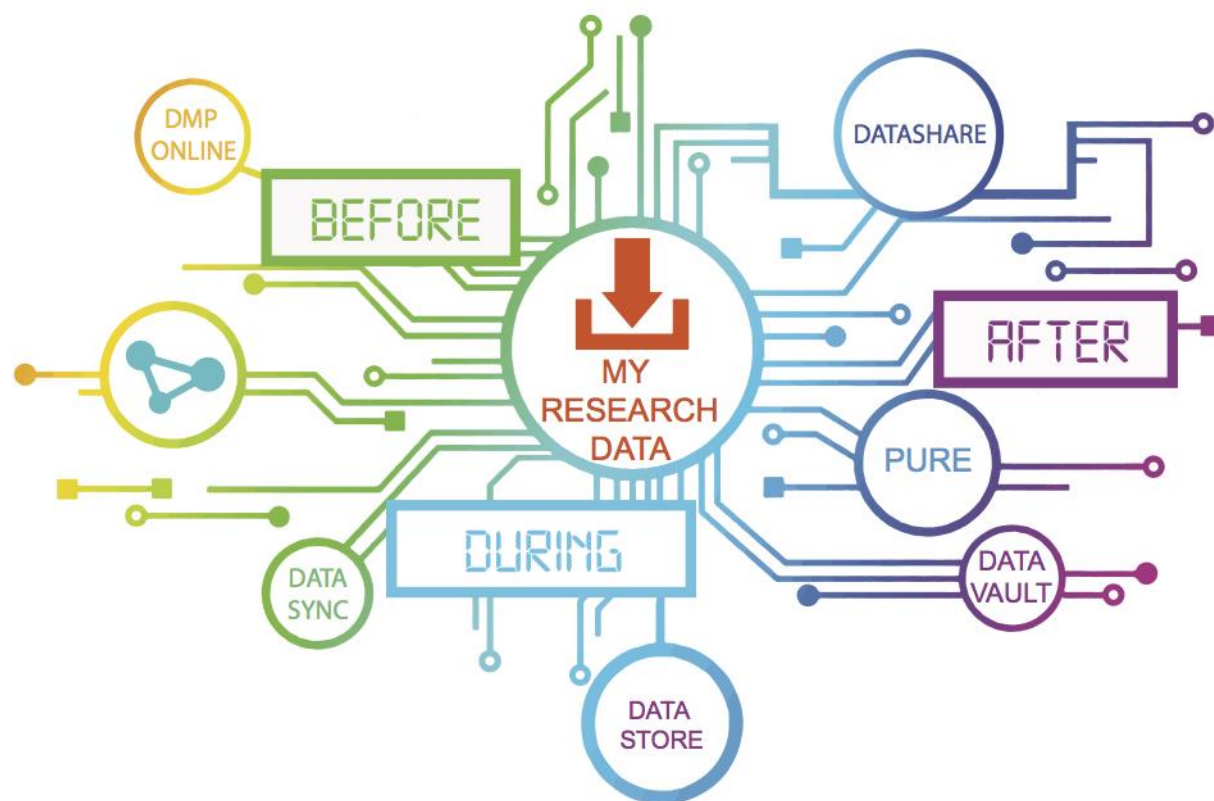 DMP
ONLINE
BEFORE
DATASHARE
MY
RESEARCH
DATA
AFTER
PURE
DURING
DATA
SYNC
DATA
VAULT
DATA
STORE